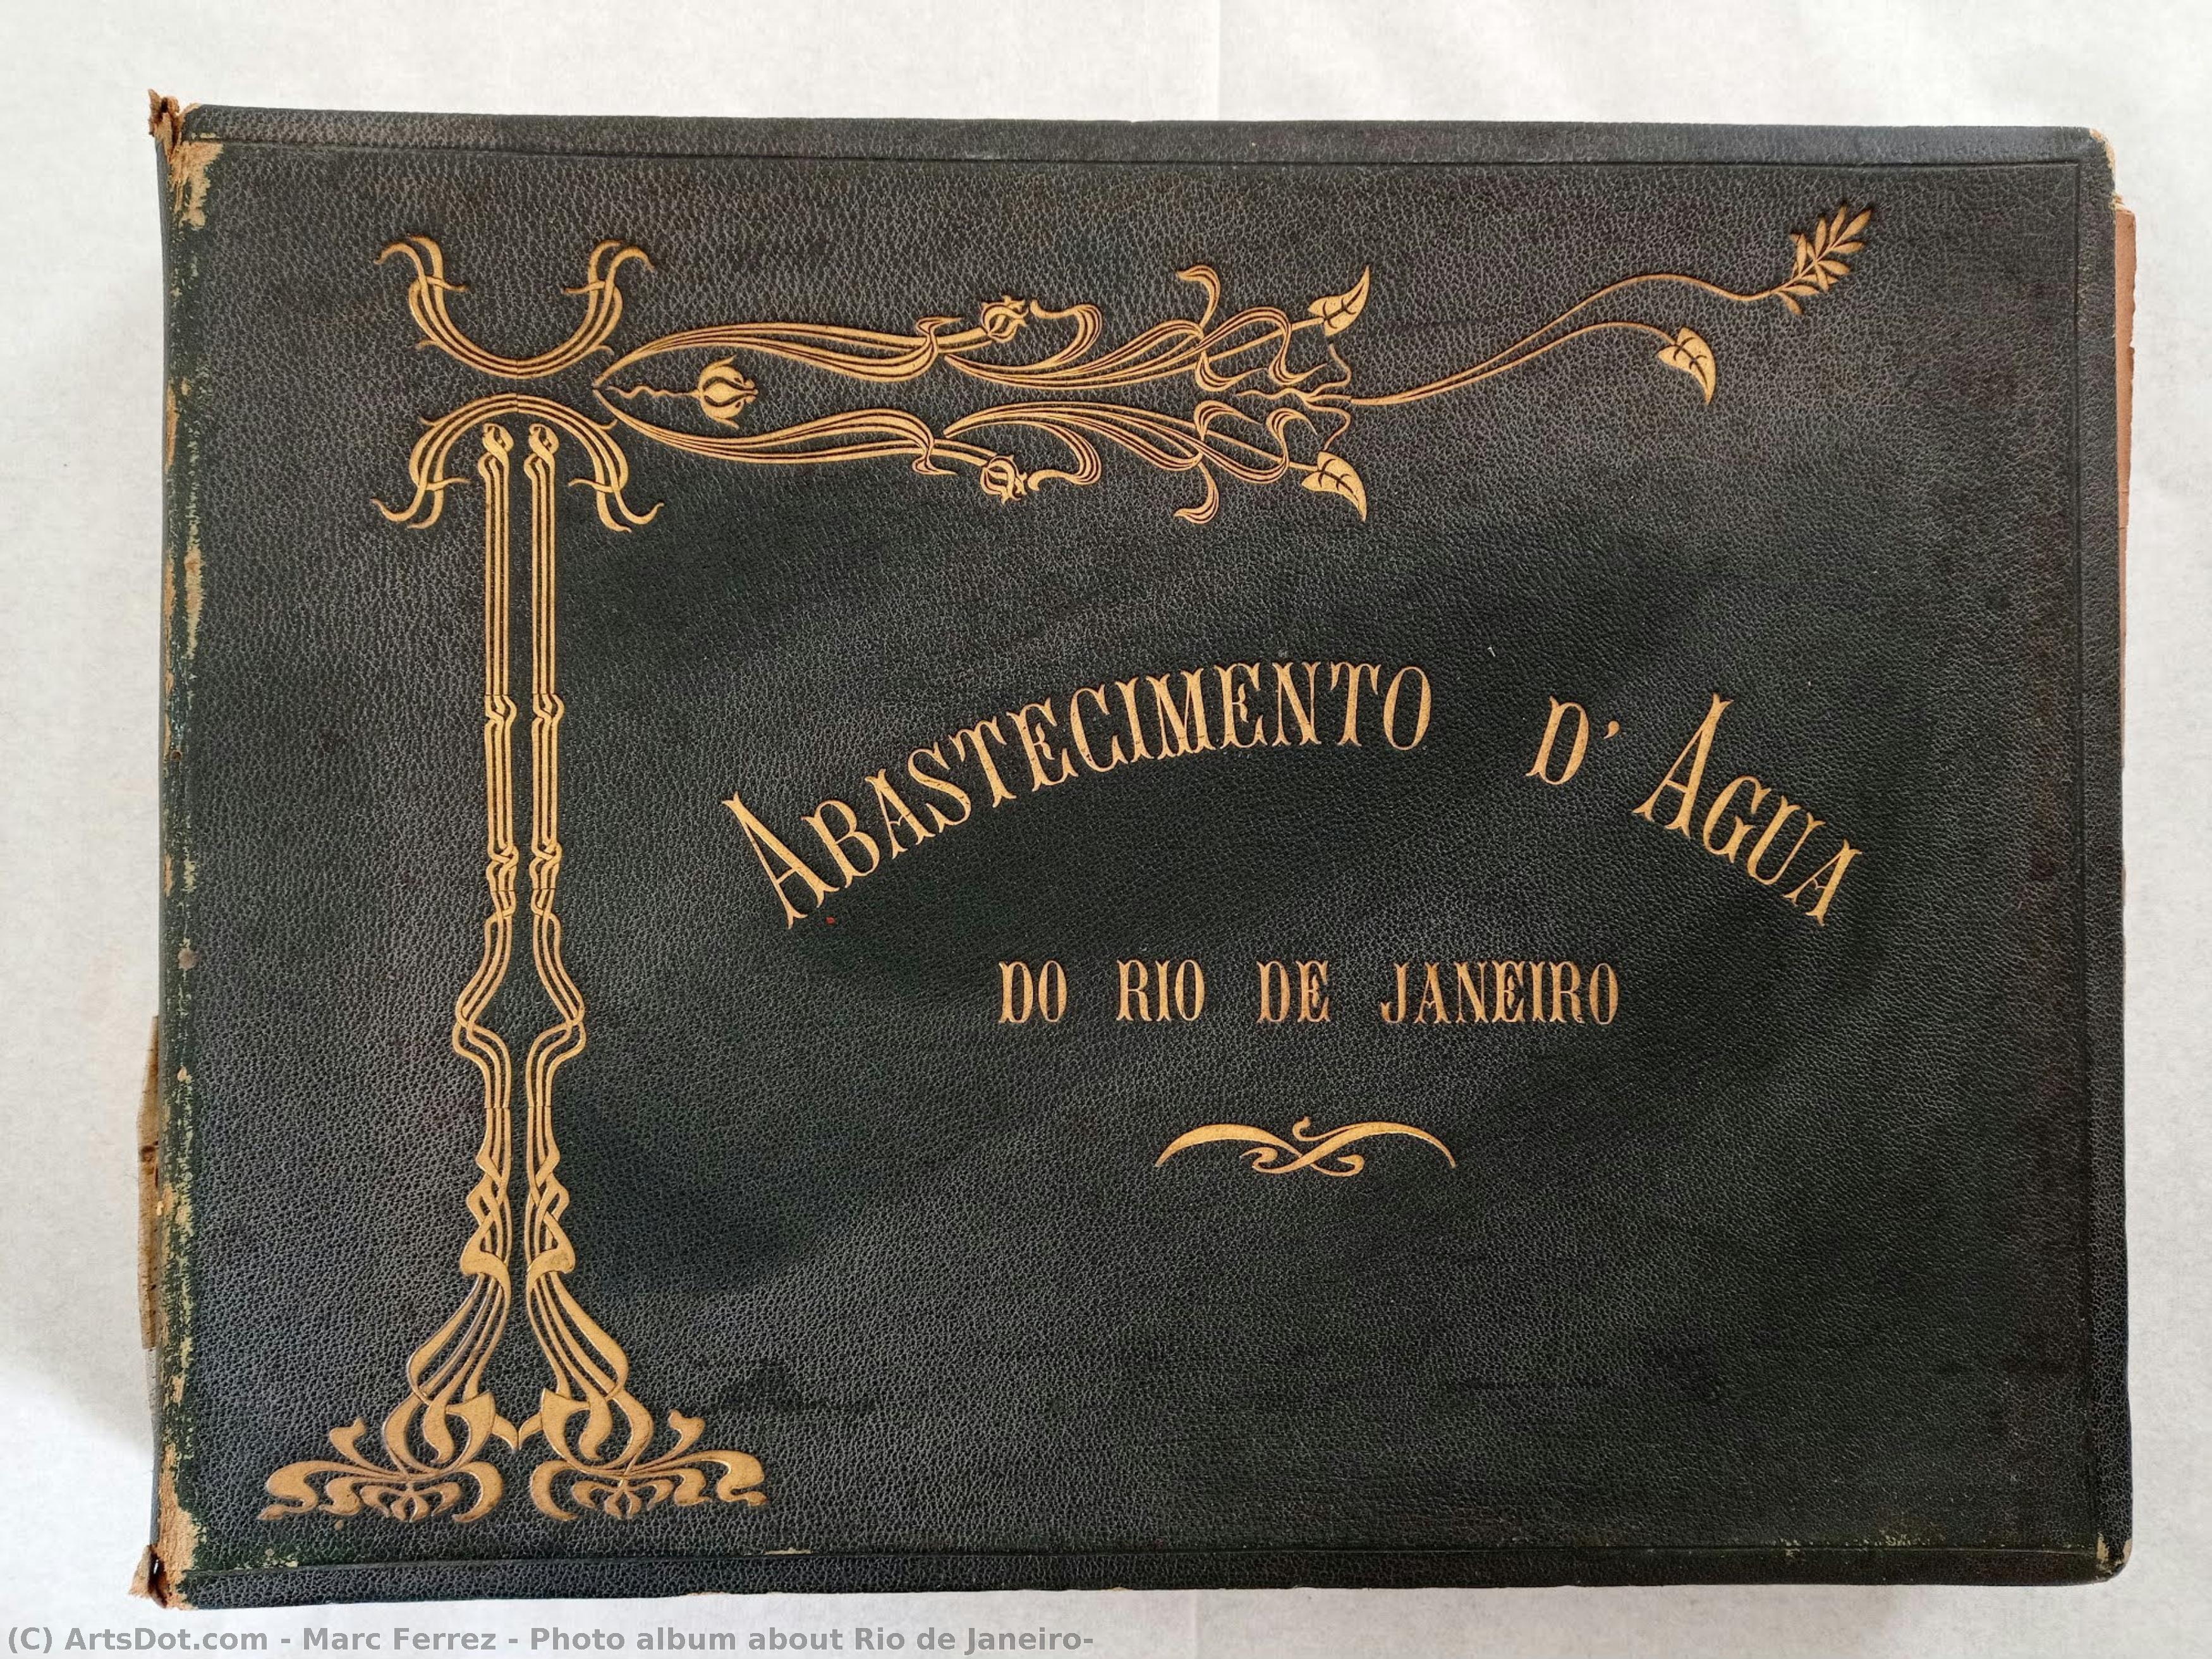 ABASTECIMENTO D' AGUA
DO RIO DE JANEIRO
(C) ArtsDot.com - Marc Ferrez - Photo album about Rio de Janeiro-